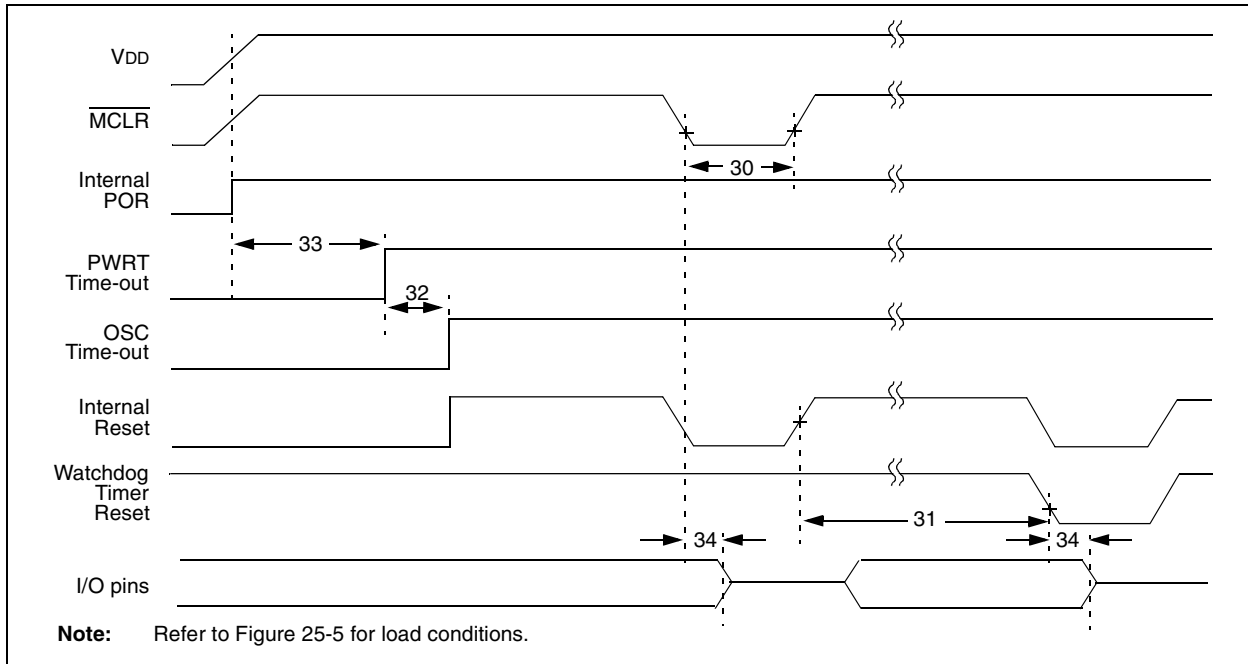 VDD
MCLR
30
Internal
POR
33
PWRT
Time-out
32
OSC
Time-out
Internal
Reset
Watchdog
Timer
Reset
31
34
34
I/O pins
Note: Refer to Figure 25-5 for load conditions.